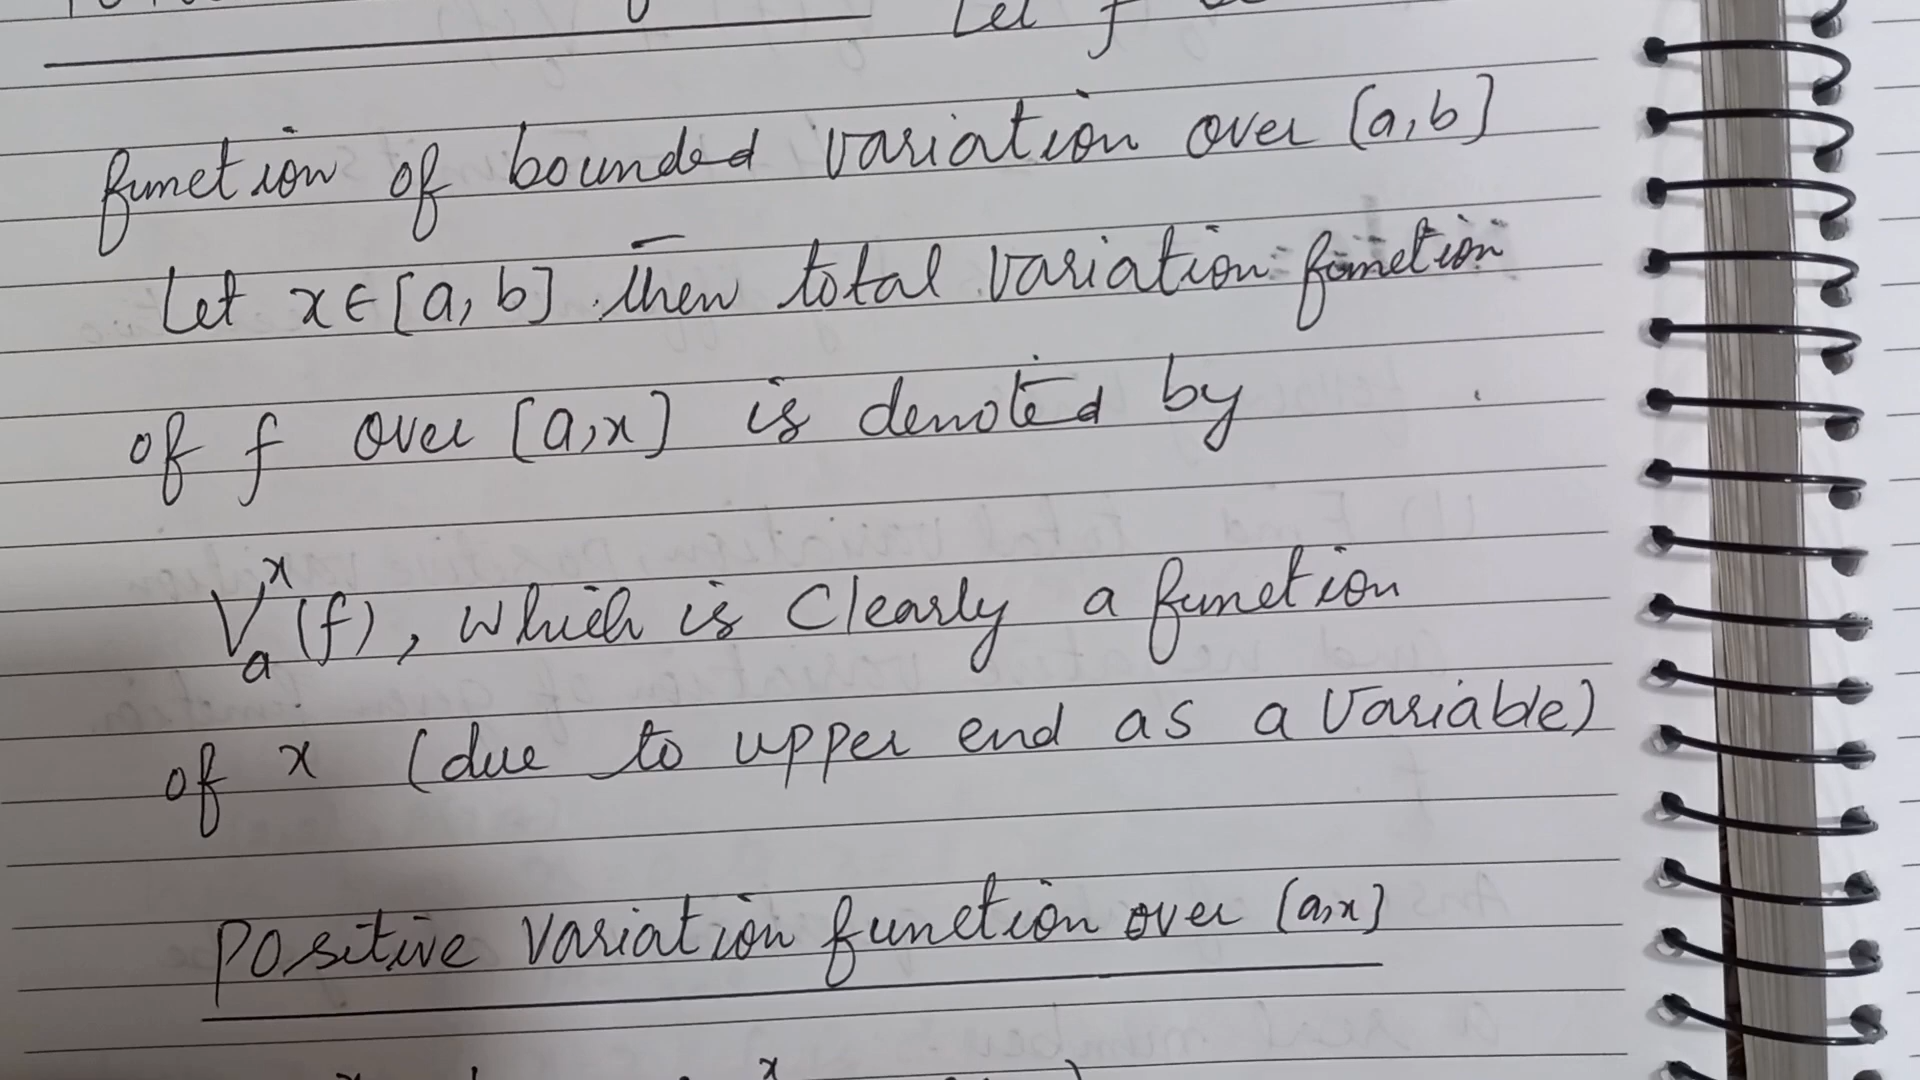 Let f
function of bounded variation over [a,b]
Let x ∈ [a, b] then total variation function
of f over [a,x] is denoted by
V_a^x(f), which is Clearly a function
of x (due to upper end as a Variable)
Positive Variation function over [a,x]